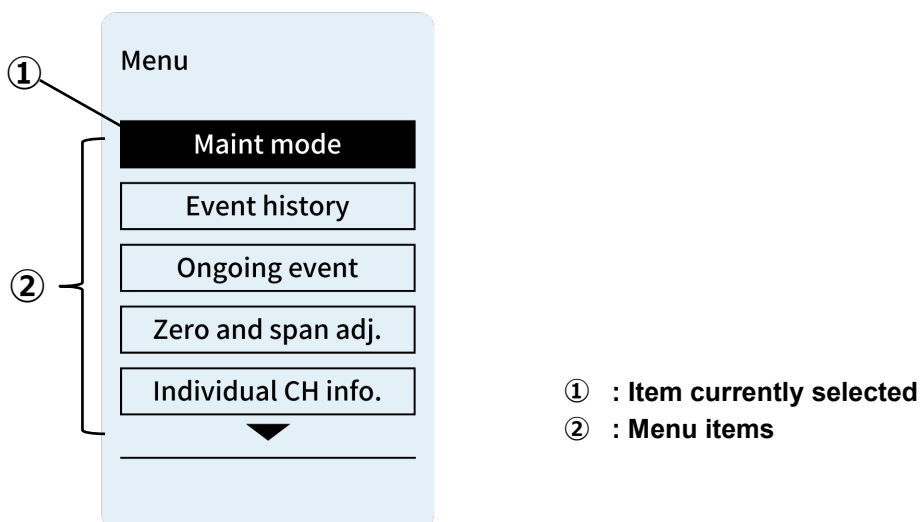 Menu
①
Maint mode
Event history
②
Ongoing event
Zero and span adj.
Individual CH info.
① : Item currently selected
② : Menu items